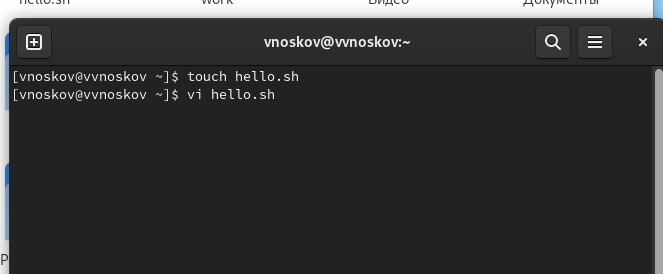 hello.sh work Видео Документы
vnoskov@vvnoskov:~
[vnoskov@vvnoskov ~]$ touch hello.sh
[vnoskov@vvnoskov ~]$ vi hello.sh